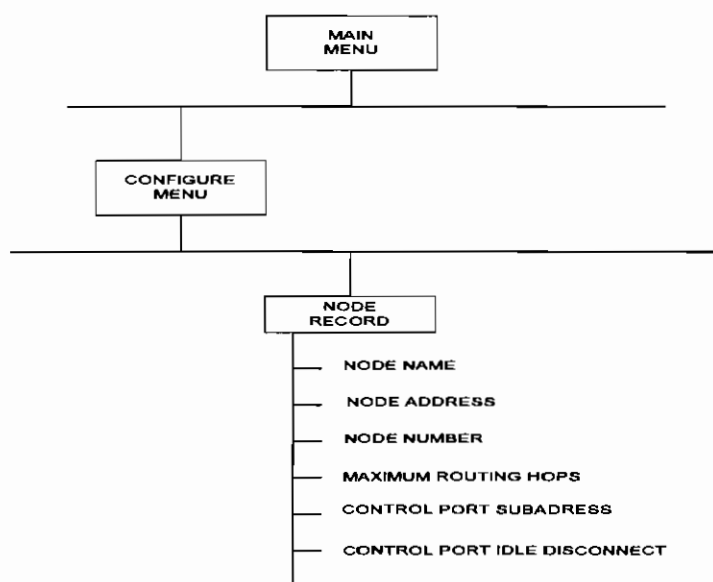 MAIN
MENU
CONFIGURE
MENU
NODE
RECORD
NODE NAME
NODE ADDRESS
NODE NUMBER
MAXIMUM ROUTING HOPS
CONTROL PORT SUBADRESS
CONTROL PORT IDLE DISCONNECT